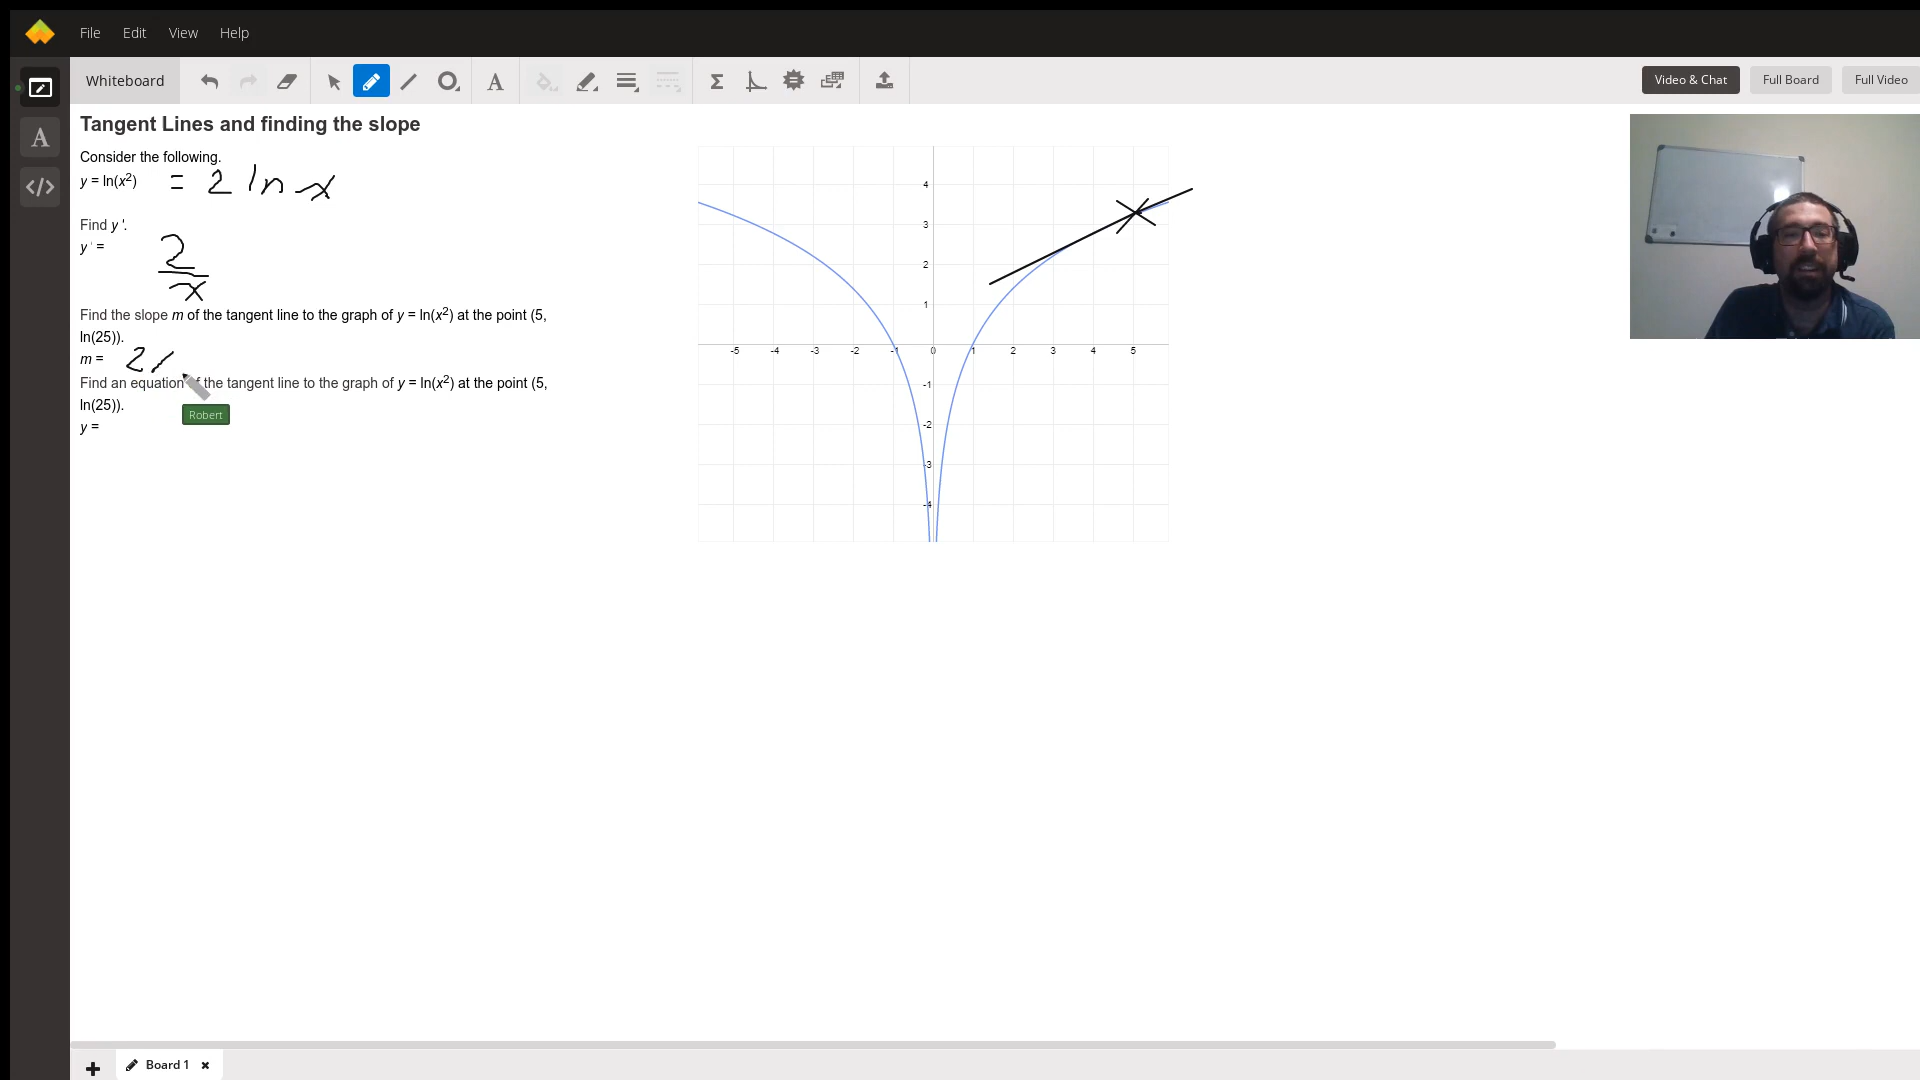 File Edit View Help
Whiteboard A Σ Video & Chat Full Board Full Video
Tangent Lines and finding the slope
Consider the following.
y = ln(x²) = 2 ln x
Find y '.
y ' = 2/x
Find the slope m of the tangent line to the graph of y = ln(x²) at the point (5,
ln(25)).
m = 2/
Find an equation of the tangent line to the graph of y = ln(x²) at the point (5,
ln(25)).
Robert
y =
4
3
2
1
-5 -4 -3 -2 -1 0 1 2 3 4 5
-1
-2
-3
-4
A
</>
+ Board 1 ×